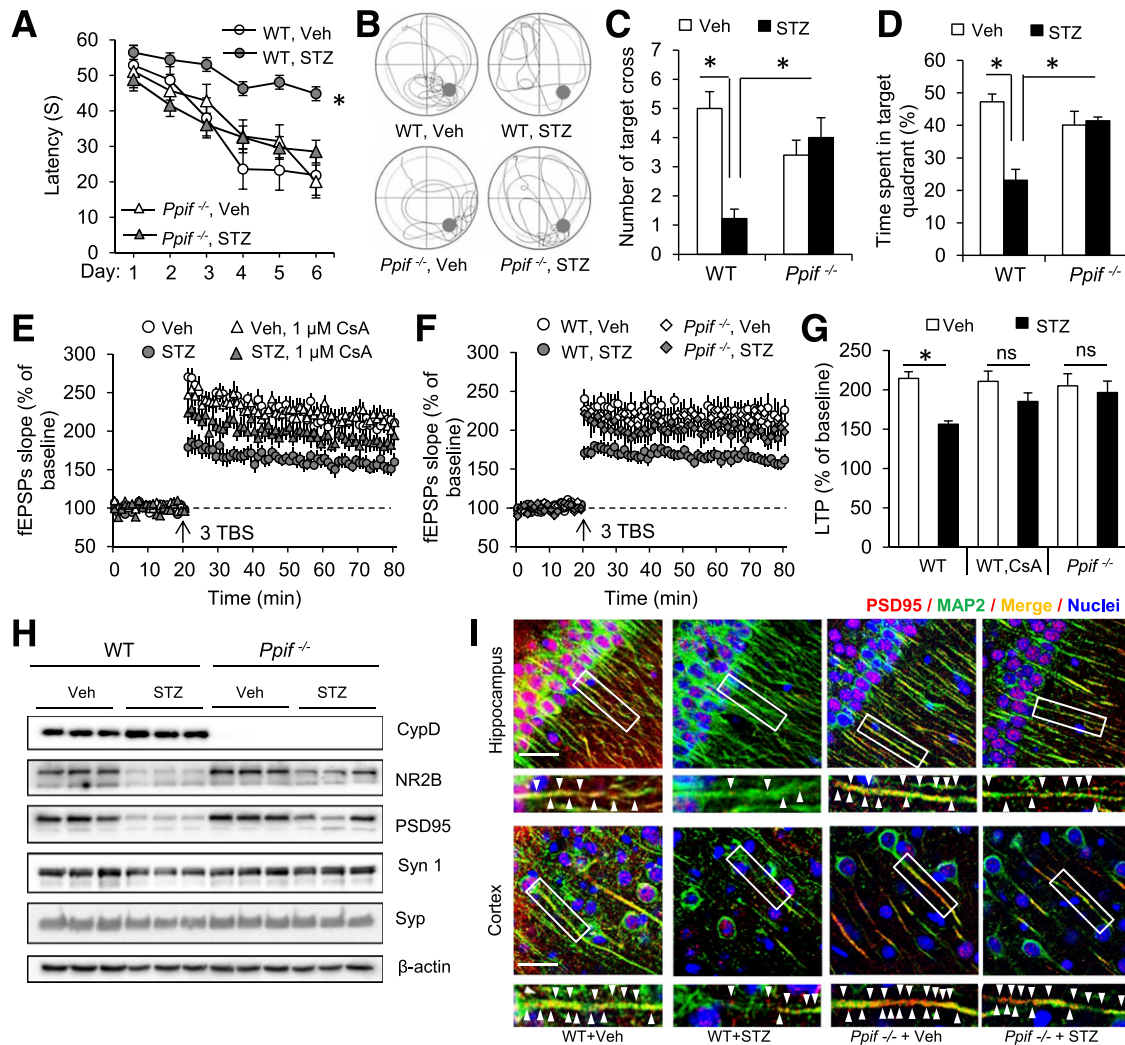 A
WT, Veh
WT, STZ
Latency (S)
60
50
40
30
20
10
0
*
Ppif -/-, Veh
Ppif -/-, STZ
Day: 1 2 3 4 5 6
B
WT, Veh
WT, STZ
Ppif -/-, Veh
Ppif -/-, STZ
C
Veh
STZ
Number of target cross
7
6
5
4
3
2
1
0
*
*
WT
Ppif -/-
D
Veh
STZ
Time spent in target
quadrant (%)
60
50
40
30
20
10
0
*
*
WT
Ppif -/-
E
Veh
Veh, 1 µM CsA
STZ
STZ, 1 µM CsA
fEPSPs slope (% of
baseline)
300
250
200
150
100
50
3 TBS
0 10 20 30 40 50 60 70 80
Time (min)
F
WT, Veh
Ppif -/-, Veh
WT, STZ
Ppif -/-, STZ
fEPSPs slope (% of
baseline)
300
250
200
150
100
50
3 TBS
0 10 20 30 40 50 60 70 80
Time (min)
G
Veh
STZ
LTP (% of baseline)
250
200
150
100
50
0
*
ns
ns
WT
WT,CsA
Ppif -/-
H
WT
Ppif -/-
Veh
STZ
Veh
STZ
CypD
NR2B
PSD95
Syn 1
Syp
β-actin
I
PSD95 / MAP2 / Merge / Nuclei
Hippocampus
Cortex
WT+Veh
WT+STZ
Ppif -/- + Veh
Ppif -/- + STZ